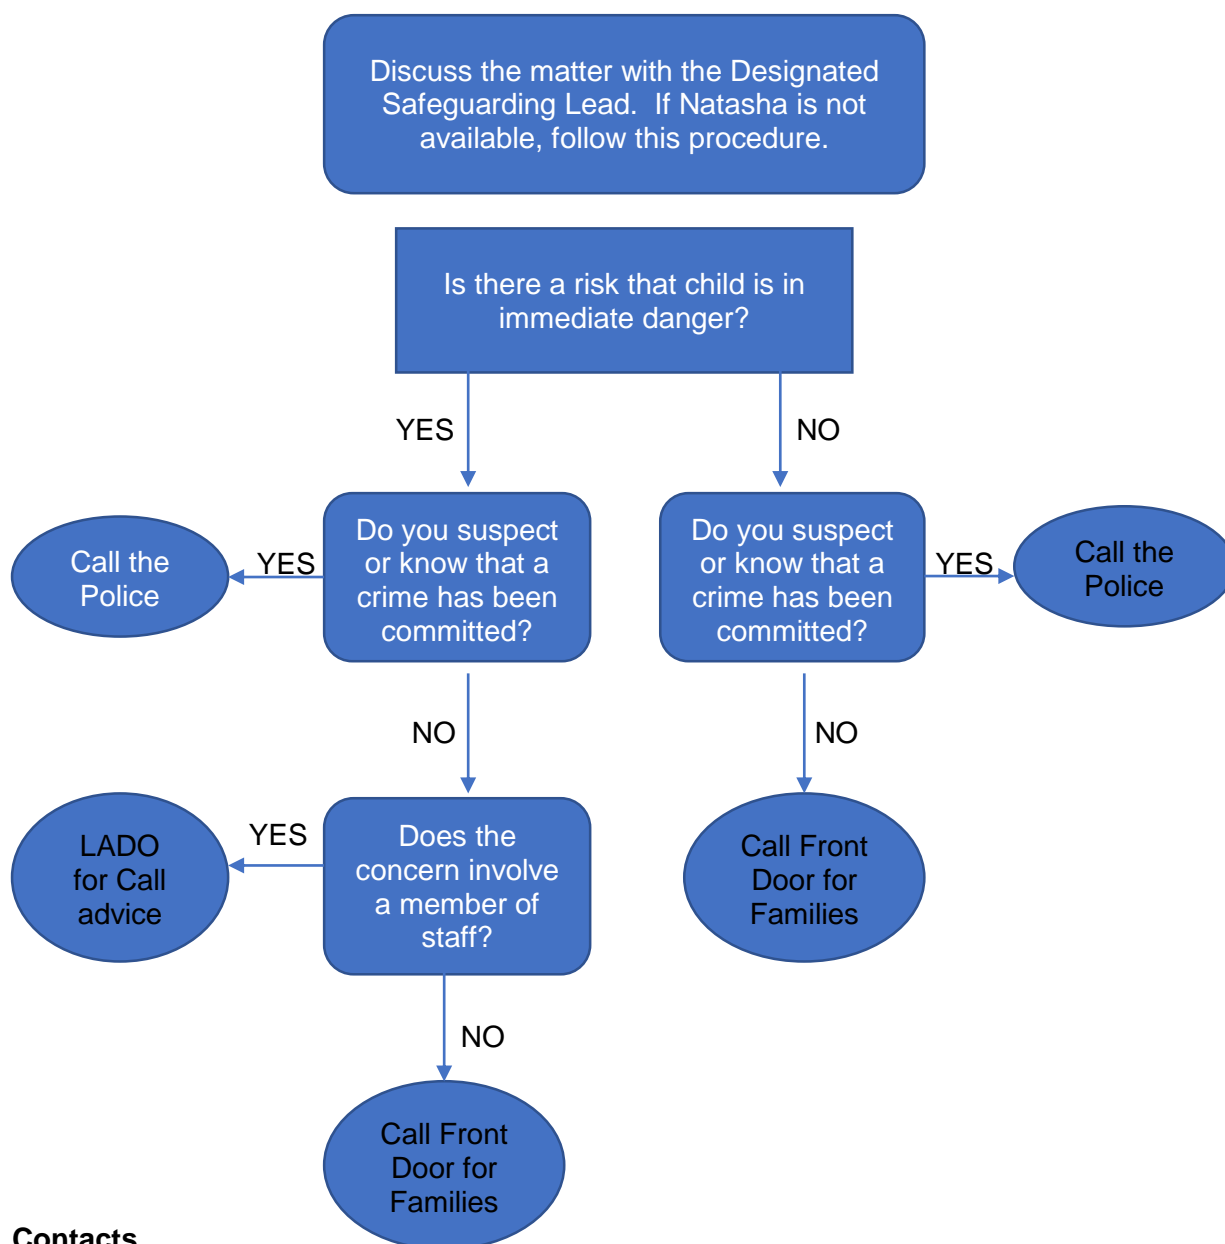 Discuss the matter with the Designated
Safeguarding Lead.  If Natasha is not
available, follow this procedure.
Is there a risk that child is in
immediate danger?
YES
NO
Call the
Police
YES
Do you suspect
or know that a
crime has been
committed?
Do you suspect
or know that a
crime has been
committed?
YES
Call the
Police
NO
NO
LADO
for Call
advice
YES
Does the
concern involve
a member of
staff?
Call Front
Door for
Families
NO
Call Front
Door for
Families
Contacts